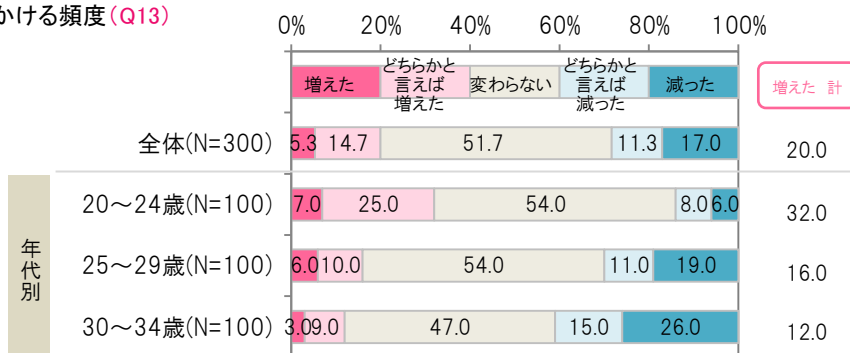 かける頻度(Q13)
0% 20% 40% 60% 80% 100%
増えた どちらかと言えば増えた 変わらない どちらかと言えば減った 減った 増えた 計
全体(N=300) 5.3 14.7 51.7 11.3 17.0 20.0
年代別
20～24歳(N=100) 7.0 25.0 54.0 8.0 6.0 32.0
25～29歳(N=100) 6.0 10.0 54.0 11.0 19.0 16.0
30～34歳(N=100) 3.0 9.0 47.0 15.0 26.0 12.0